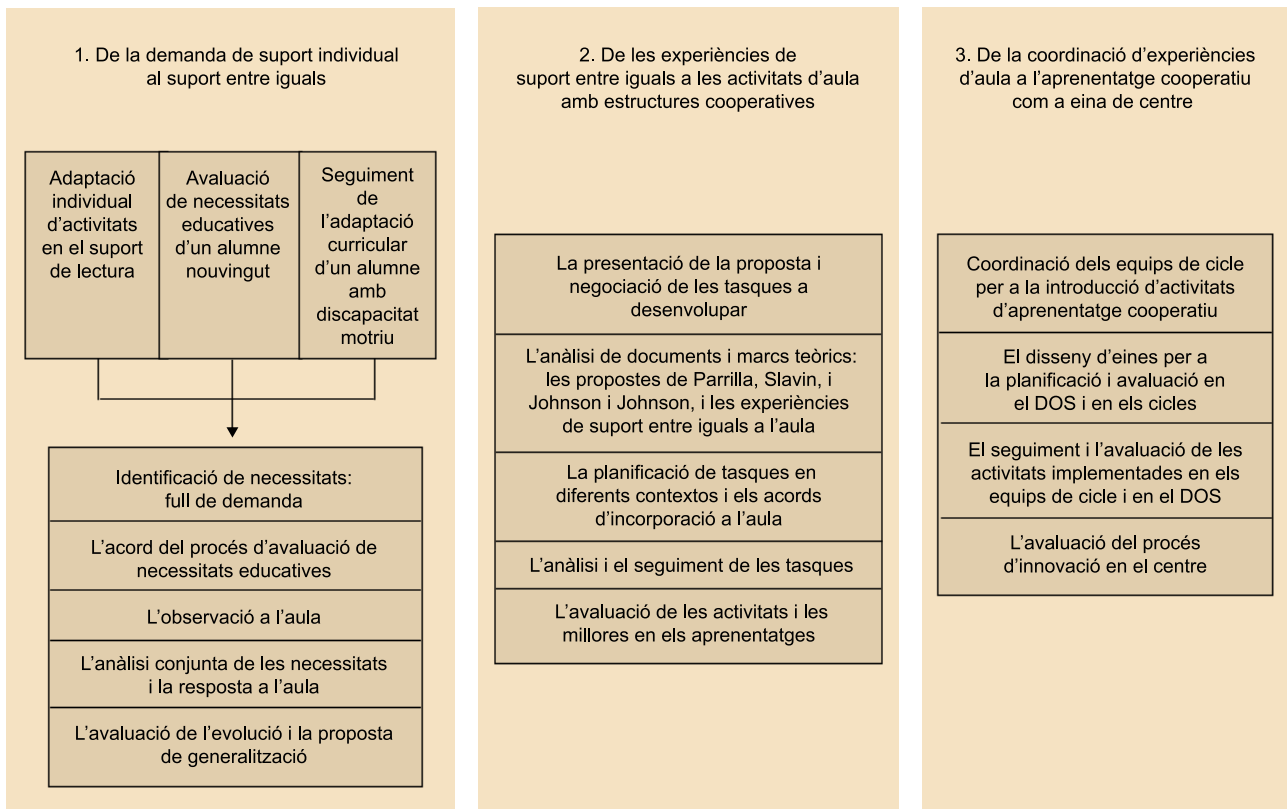 1. De la demanda de suport individual
al suport entre iguals
Adaptació
individual
d’activitats
en el suport
de lectura
Avaluació
de necessitats
educatives
d’un alumne
nouvingut
Seguiment
de
l’adaptació
curricular
d’un alumne
amb
discapacitat
motriu
Identificació de necessitats:
full de demanda
L’acord del procés d’avaluació de
necessitats educatives
L’observació a l’aula
L’anàlisi conjunta de les necessitats
i la resposta a l’aula
L’avaluació de l’evolució i la proposta
de generalització
2. De les experiències de
suport entre iguals a les activitats d’aula
amb estructures cooperatives
La presentació de la proposta i
negociació de les tasques a
desenvolupar
L’anàlisi de documents i marcs teòrics:
les propostes de Parrilla, Slavin, i
Johnson i Johnson, i les experiències
de suport entre iguals a l’aula
La planificació de tasques en
diferents contextos i els acords
d’incorporació a l’aula
L’anàlisi i el seguiment de les tasques
L’avaluació de les activitats i les
millores en els aprenentatges
3. De la coordinació d’experiències
d’aula a l’aprenentatge cooperatiu
com a eina de centre
Coordinació dels equips de cicle
per a la introducció d’activitats
d’aprenentatge cooperatiu
El disseny d’eines per a
la planificació i avaluació en
el DOS i en els cicles
El seguiment i l’avaluació de les
activitats implementades en els
equips de cicle i en el DOS
L’avaluació del procés
d’innovació en el centre